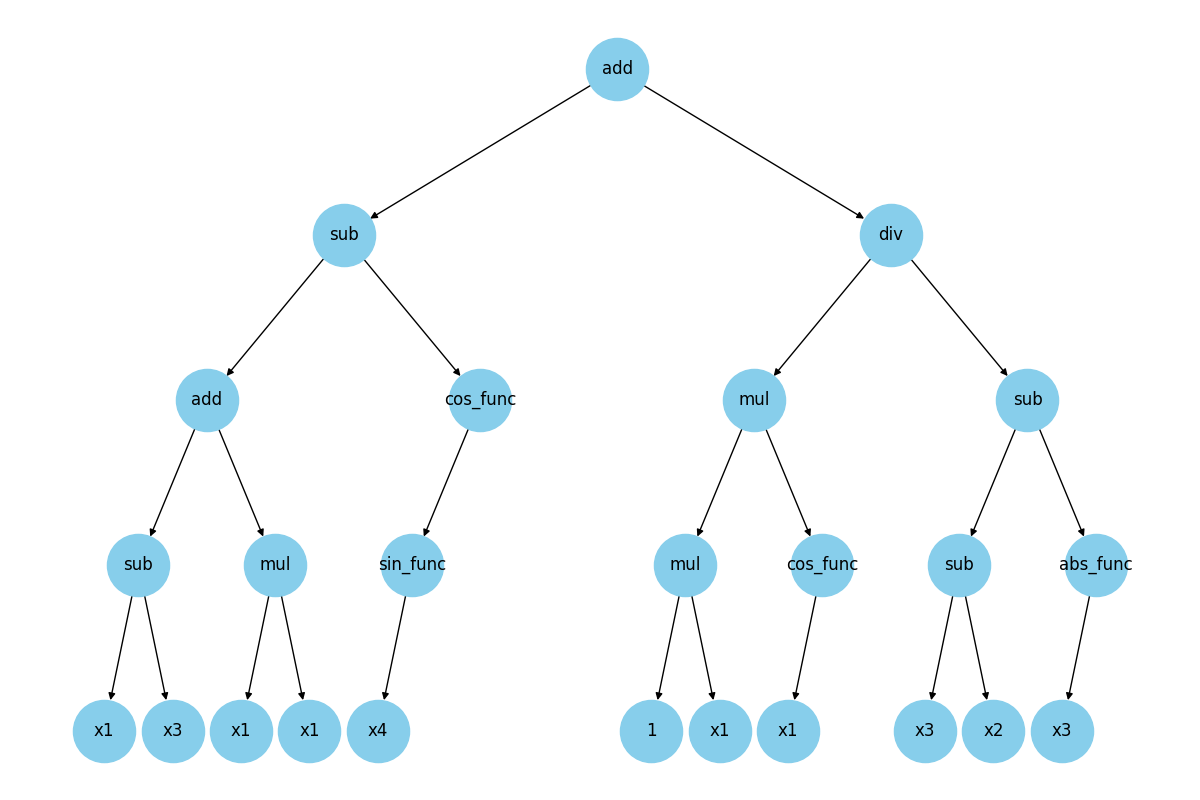 add
sub div
add cos_func mul sub
sub mul sin_func mul cos_func sub abs_func
x1 x3 x1 x1 x4 1 x1 x1 x3 x2 x3